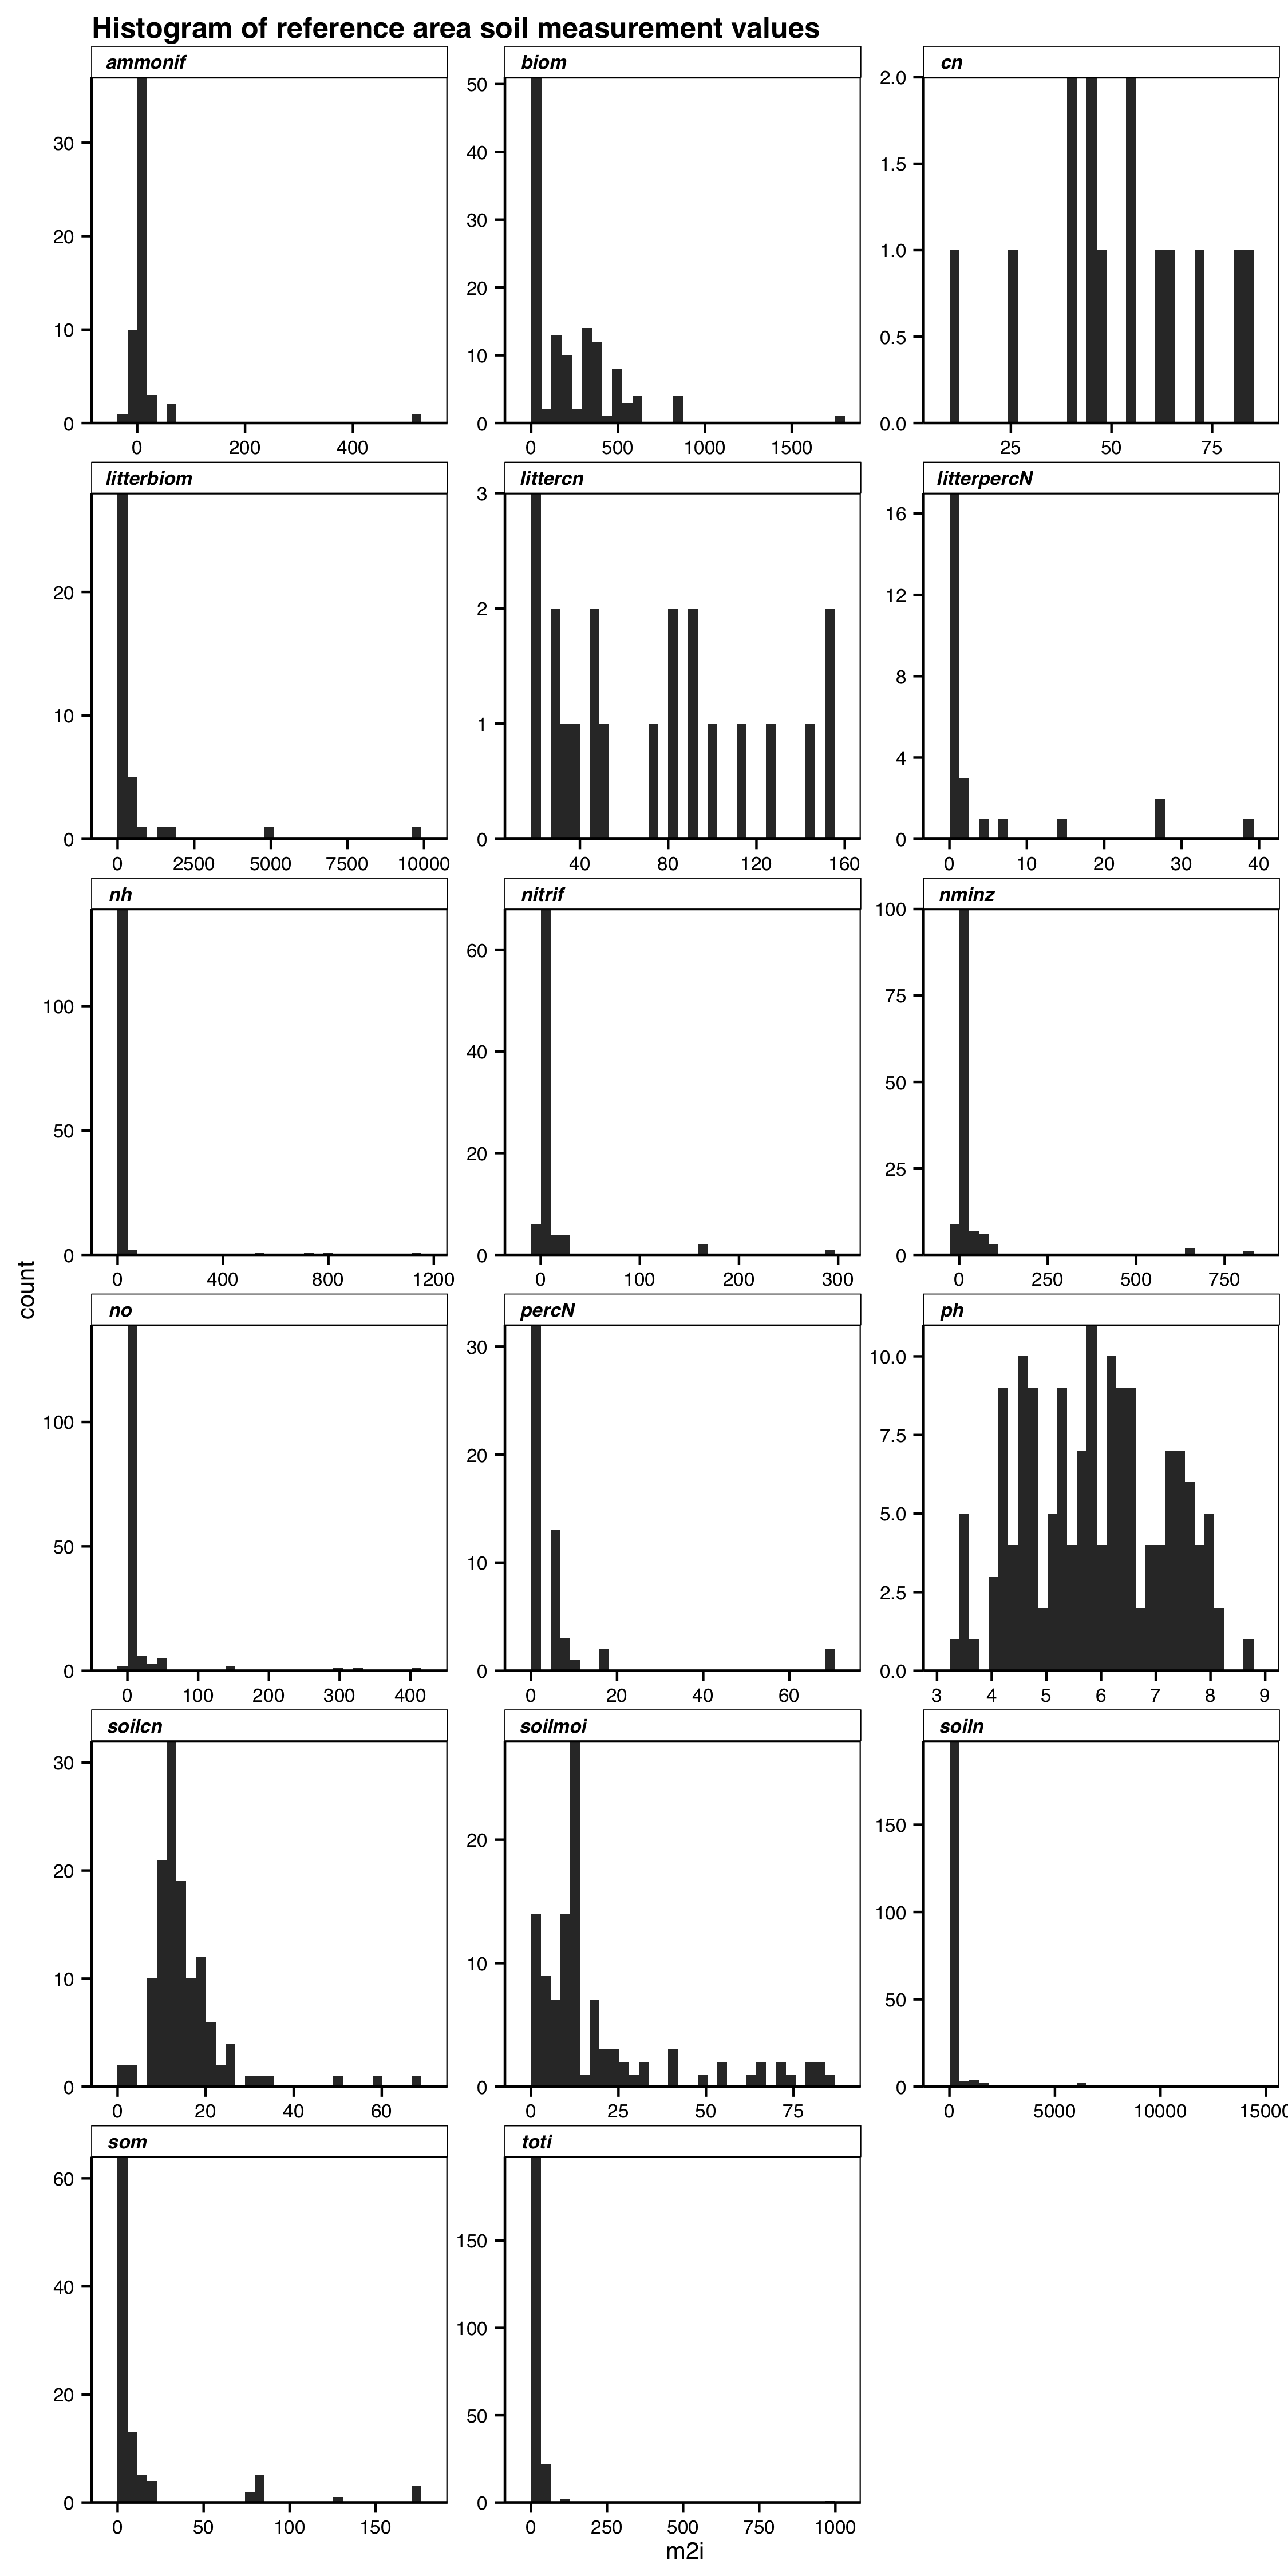 Histogram of reference area soil measurement values
ammonif biom cn
30
20
10
0
0 200 400
50
40
30
20
10
0
0 500 1000 1500
2.0
1.5
1.0
0.5
0.0
25 50 75
litterbiom littercn litterpercN
20
10
0
0 2500 5000 7500 10000
3
2
1
0
40 80 120 160
16
12
8
4
0
0 10 20 30 40
nh nitrif nminz
100
50
0
0 400 800 1200
60
40
20
0
0 100 200 300
100
75
50
25
0
0 250 500 750
count
no percN ph
100
50
0
0 100 200 300 400
30
20
10
0
0 20 40 60
10.0
7.5
5.0
2.5
0.0
3 4 5 6 7 8 9
soilcn soilmoi soiln
30
20
10
0
0 20 40 60
20
10
0
0 25 50 75
150
100
50
0
0 5000 10000 15000
som toti
60
40
20
0
0 50 100 150
150
100
50
0
0 250 500 750 1000
m2i